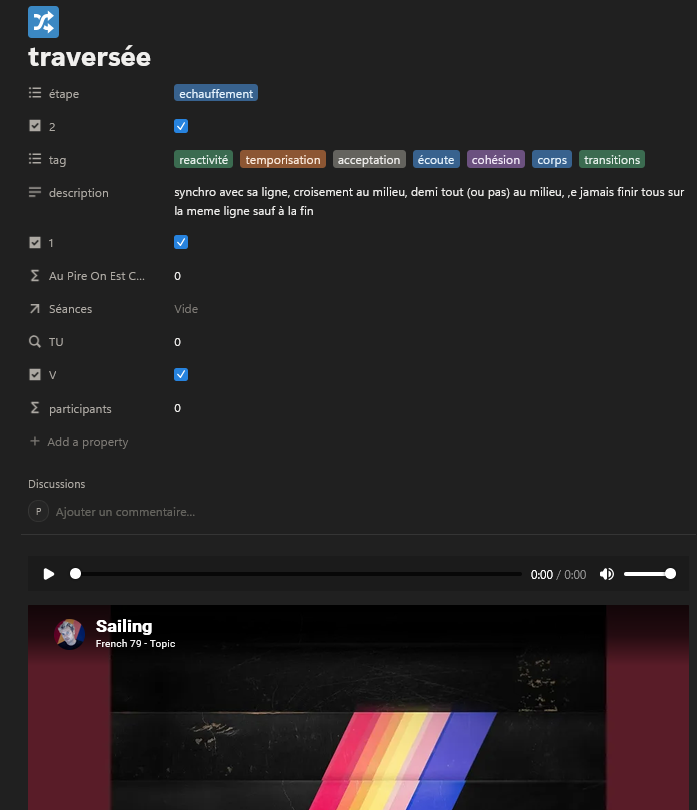 traversée
étape echauffement
2
tag reactivité temporisation acceptation écoute cohésion corps transitions
description synchro avec sa ligne, croisement au milieu, demi tout (ou pas) au milieu, ,e jamais finir tous sur
la meme ligne sauf à la fin
1
Au Pire On Est C... 0
Séances Vide
TU 0
V
participants 0
+ Add a property
Discussions
P Ajouter un commentaire...
0:00 / 0:00
Sailing
French 79 - Topic